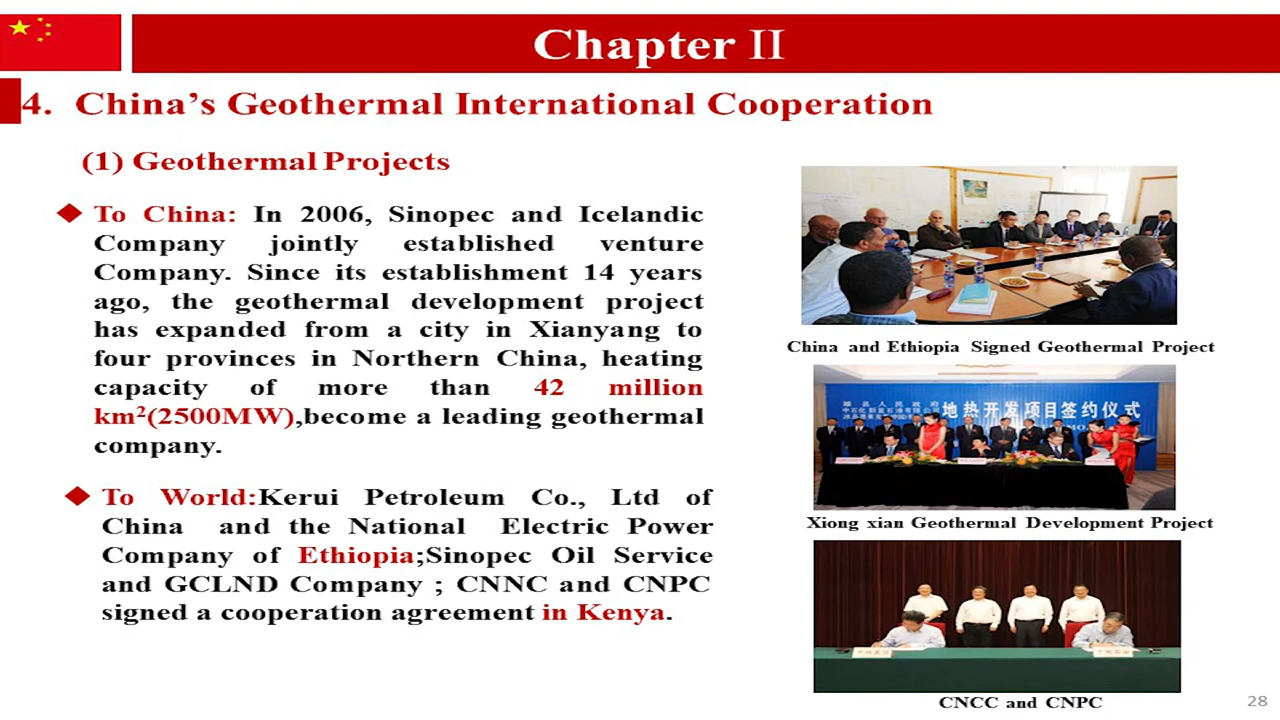 Chapter Ⅱ
4. China's Geothermal International Cooperation
(1) Geothermal Projects
To China: In 2006, Sinopec and Icelandic
Company jointly established venture
Company. Since its establishment 14 years
ago, the geothermal development project
has expanded from a city in Xianyang to
four provinces in Northern China, heating
capacity of more than 42 million
km²(2500MW),become a leading geothermal
company.
To World:Kerui Petroleum Co., Ltd of
China and the National Electric Power
Company of Ethiopia;Sinopec Oil Service
and GCLND Company ; CNNC and CNPC
signed a cooperation agreement in Kenya.
China and Ethiopia Signed Geothermal Project
地热开发项目签约仪式
Xiong xian Geothermal Development Project
CNCC and CNPC
28